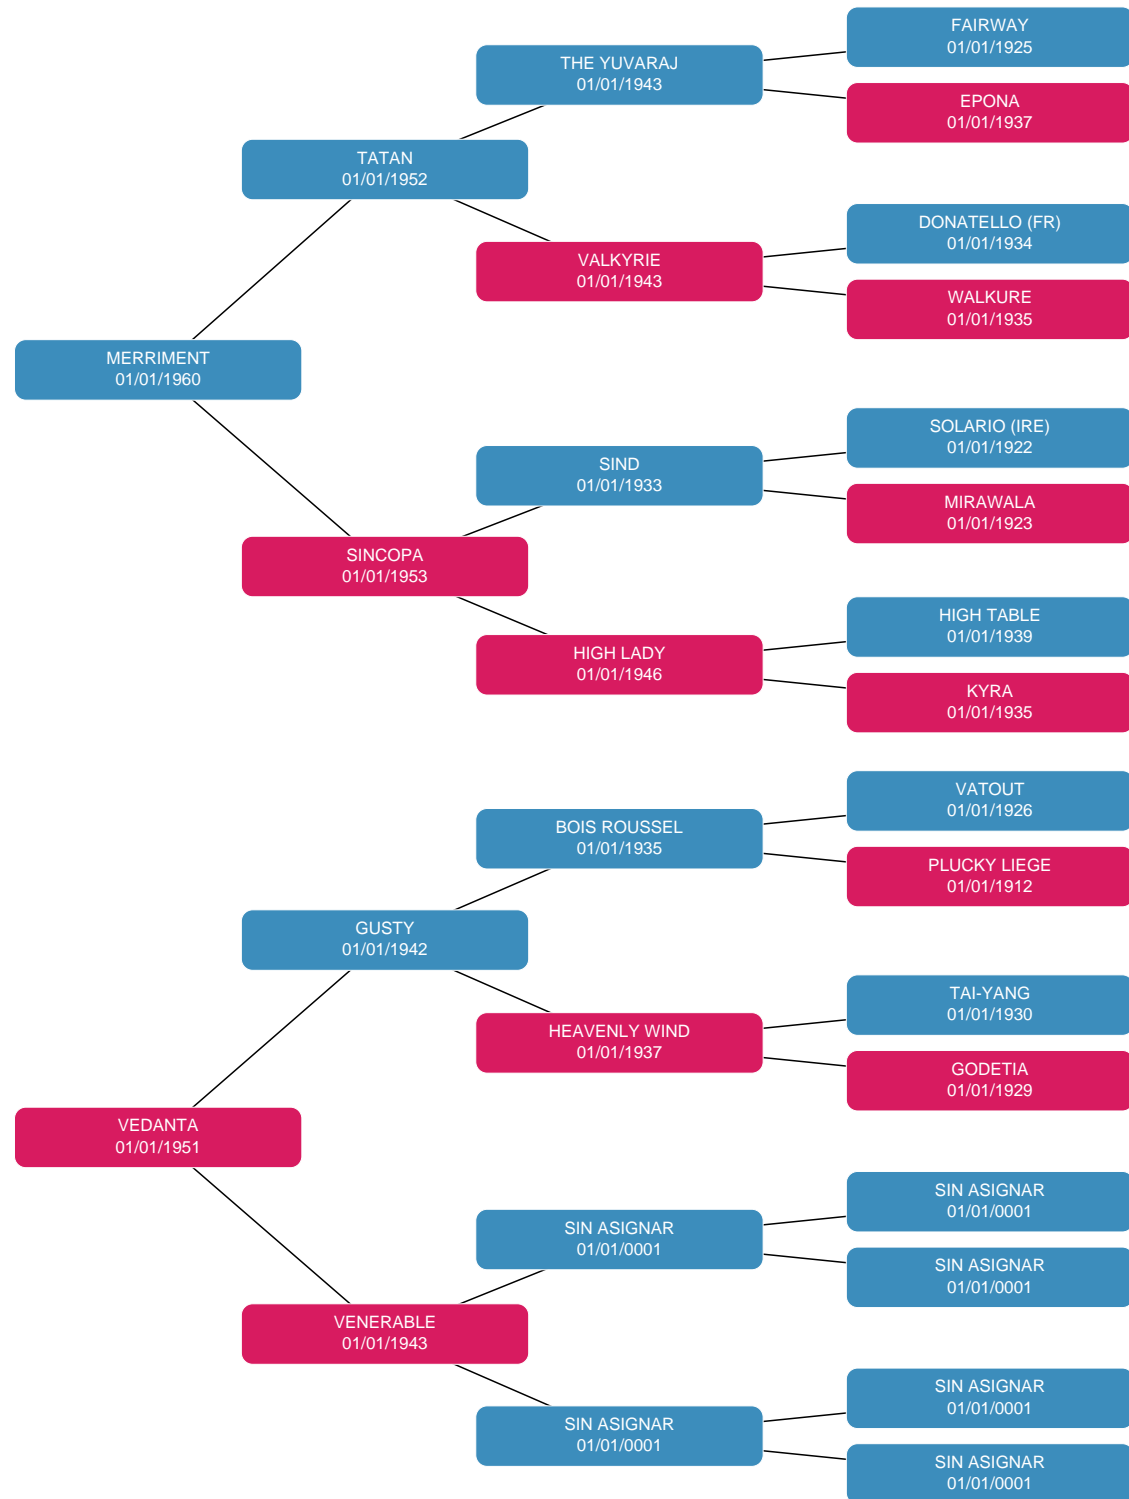 FAIRWAY
01/01/1925
THE YUVARAJ
01/01/1943
EPONA
01/01/1937
TATAN
01/01/1952
DONATELLO (FR)
01/01/1934
VALKYRIE
01/01/1943
WALKURE
01/01/1935
MERRIMENT
01/01/1960
SOLARIO (IRE)
01/01/1922
SIND
01/01/1933
MIRAWALA
01/01/1923
SINCOPA
01/01/1953
HIGH TABLE
01/01/1939
HIGH LADY
01/01/1946
KYRA
01/01/1935
VATOUT
01/01/1926
BOIS ROUSSEL
01/01/1935
PLUCKY LIEGE
01/01/1912
GUSTY
01/01/1942
TAI-YANG
01/01/1930
HEAVENLY WIND
01/01/1937
GODETIA
01/01/1929
VEDANTA
01/01/1951
SIN ASIGNAR
01/01/0001
SIN ASIGNAR
01/01/0001
SIN ASIGNAR
01/01/0001
VENERABLE
01/01/1943
SIN ASIGNAR
01/01/0001
SIN ASIGNAR
01/01/0001
SIN ASIGNAR
01/01/0001